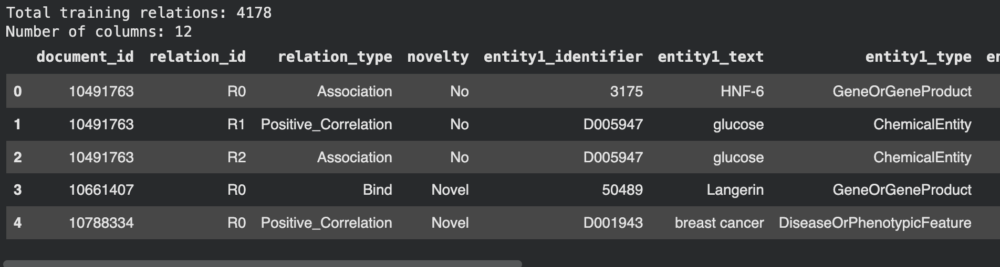 Total training relations: 4178
Number of columns: 12
document_id relation_id relation_type novelty entity1_identifier entity1_text entity1_type en
0 10491763 R0 Association No 3175 HNF-6 GeneOrGeneProduct
1 10491763 R1 Positive_Correlation No D005947 glucose ChemicalEntity
2 10491763 R2 Association No D005947 glucose ChemicalEntity
3 10661407 R0 Bind Novel 50489 Langerin GeneOrGeneProduct
4 10788334 R0 Positive_Correlation Novel D001943 breast cancer DiseaseOrPhenotypicFeature